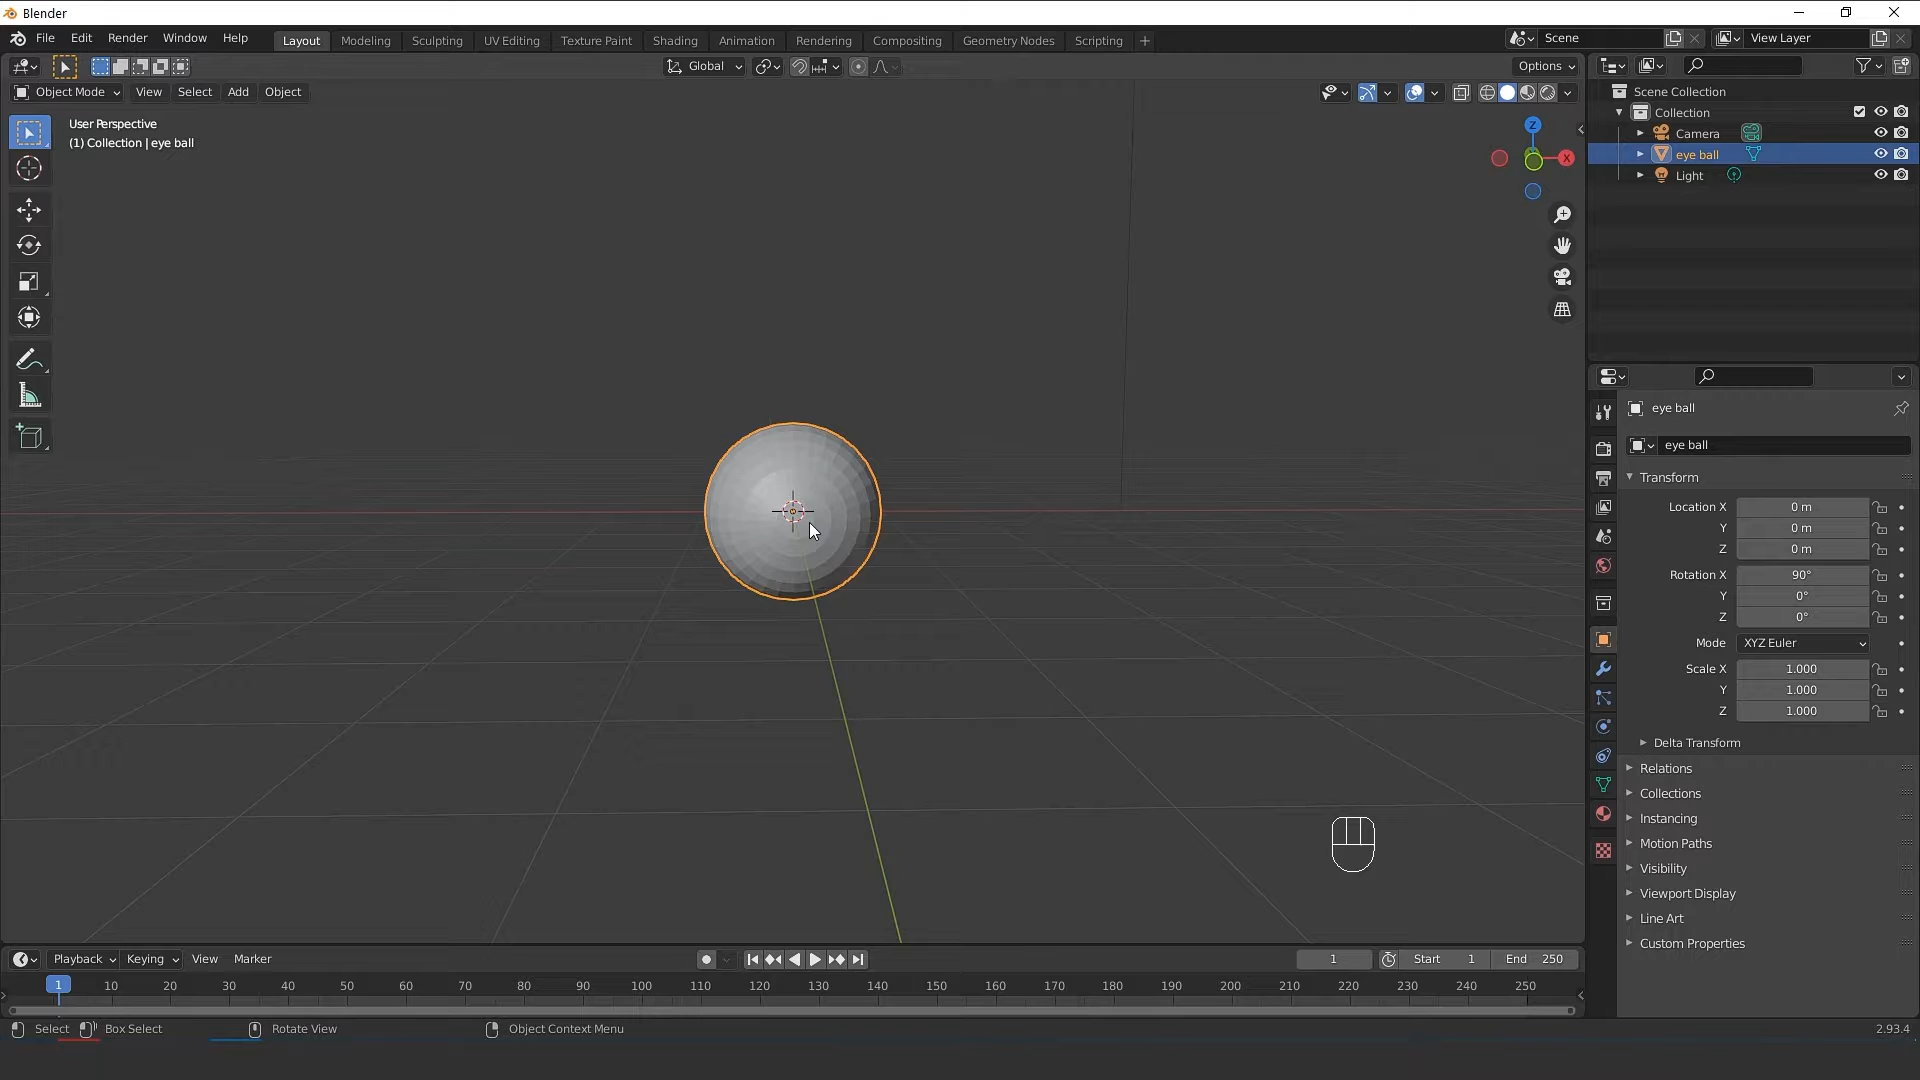 Blender
File Edit Render Window Help Layout Modeling Sculpting UV Editing Texture Paint Shading Animation Rendering Compositing Geometry Nodes Scripting + Scene View Layer
Global Options
Object Mode View Select Add Object
User Perspective
(1) Collection | eye ball
Z
X
Scene Collection
Collection
Camera
eye ball
Light
eye ball
eye ball
Transform
Location X 0 m
Y 0 m
Z 0 m
Rotation X 90°
Y 0°
Z 0°
Mode XYZ Euler
Scale X 1.000
Y 1.000
Z 1.000
Delta Transform
Relations
Collections
Instancing
Motion Paths
Visibility
Viewport Display
Line Art
Custom Properties
Playback Keying View Marker 1 Start 1 End 250
1 10 20 30 40 50 60 70 80 90 100 110 120 130 140 150 160 170 180 190 200 210 220 230 240 250
Select Box Select Rotate View Object Context Menu 2.93.4